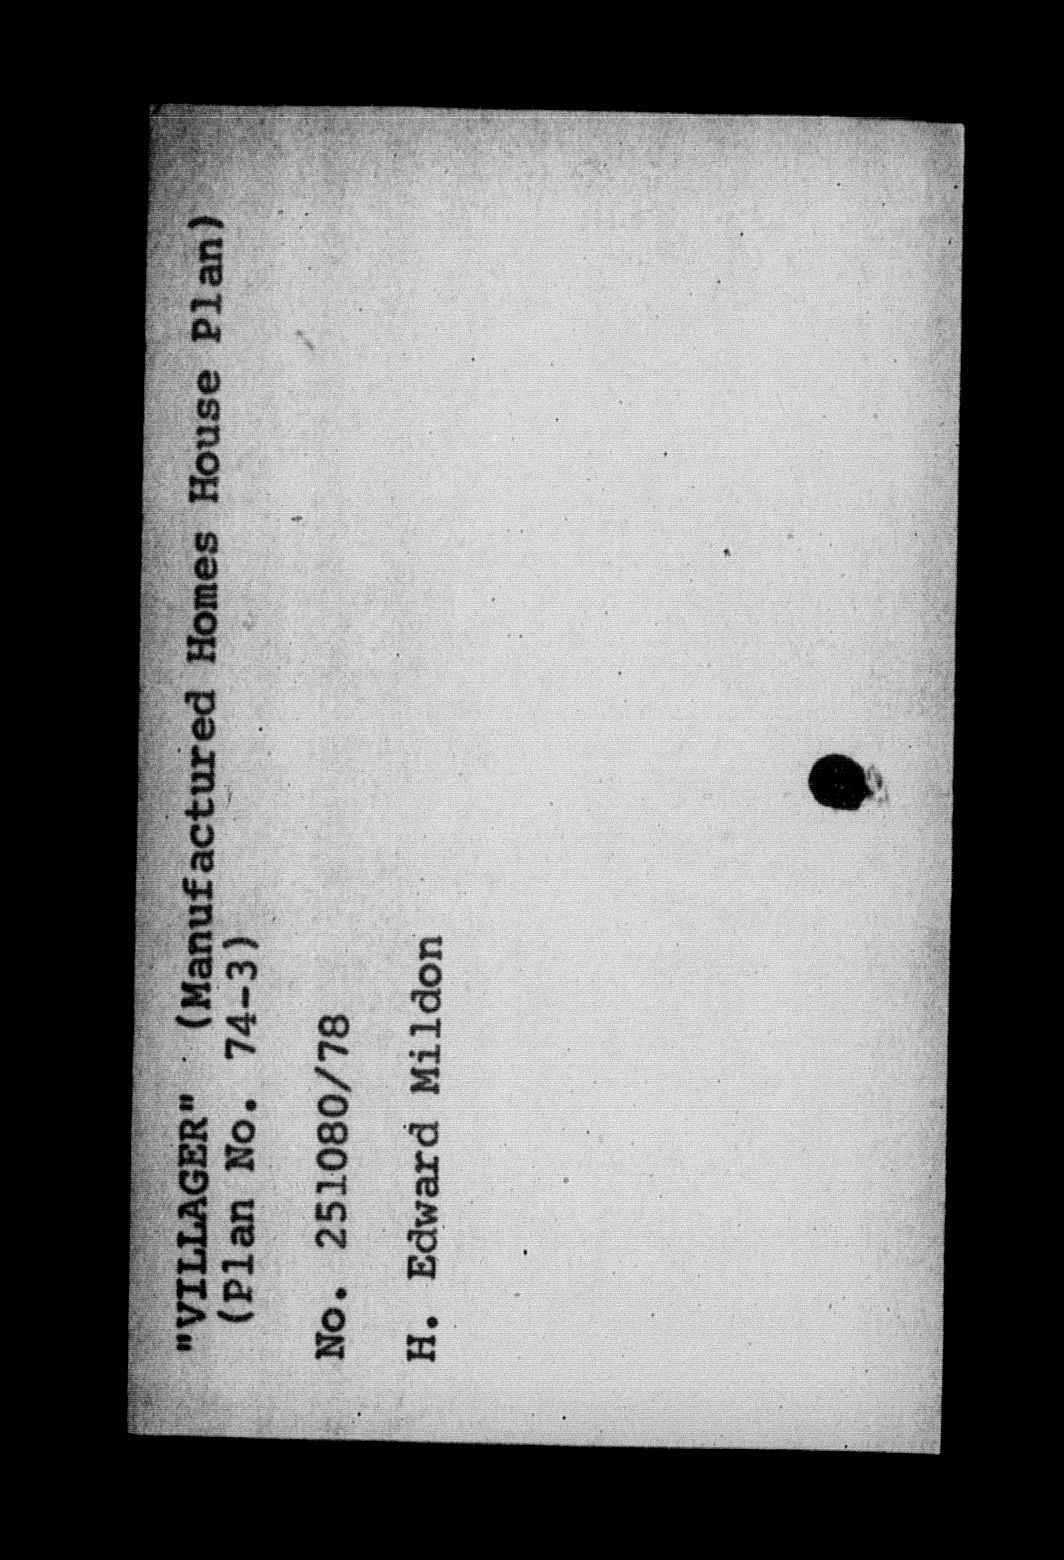 "VILLAGER" (Manufactured Homes House Plan)
(Plan No. 74-3)
No. 251080/78
H. Edward Mildon